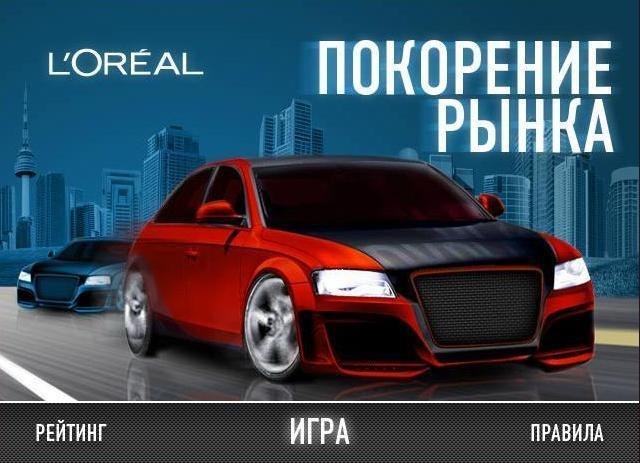 L'ORÉAL
ПОКОРЕНИЕ
РЫНКА
РЕЙТИНГ
ИГРА
ПРАВИЛА